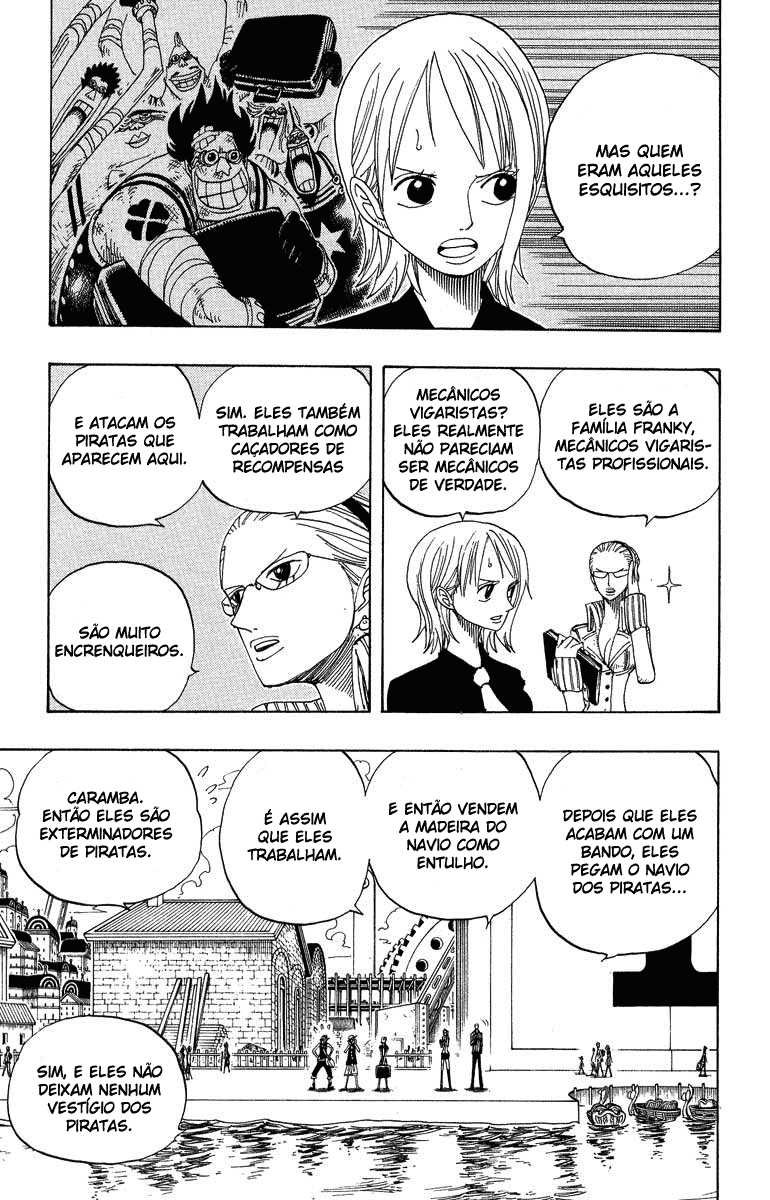 MAS QUEM
ERAM AQUELES
ESQUISITOS...?
ELES SÃO A
FAMÍLIA FRANKY,
MECÂNICOS VIGARIS-
TAS PROFISSIONAIS.
MECÂNICOS
VIGARISTAS?
ELES REALMENTE
NÃO PARECIAM
SER MECÂNICOS
DE VERDADE.
SIM. ELES TAMBÉM
TRABALHAM COMO
CAÇADORES DE
RECOMPENSAS
E ATACAM OS
PIRATAS QUE
APARECEM AQUI.
SÃO MUITO
ENCRENQUEIROS.
DEPOIS QUE ELES
ACABAM COM UM
BANDO, ELES
PEGAM O NAVIO
DOS PIRATAS...
E ENTÃO VENDEM
A MADEIRA DO
NAVIO COMO
ENTULHO.
É ASSIM
QUE ELES
TRABALHAM.
CARAMBA.
ENTÃO ELES SÃO
EXTERMINADORES
DE PIRATAS.
SIM, E ELES NÃO
DEIXAM NENHUM
VESTÍGIO DOS
PIRATAS.